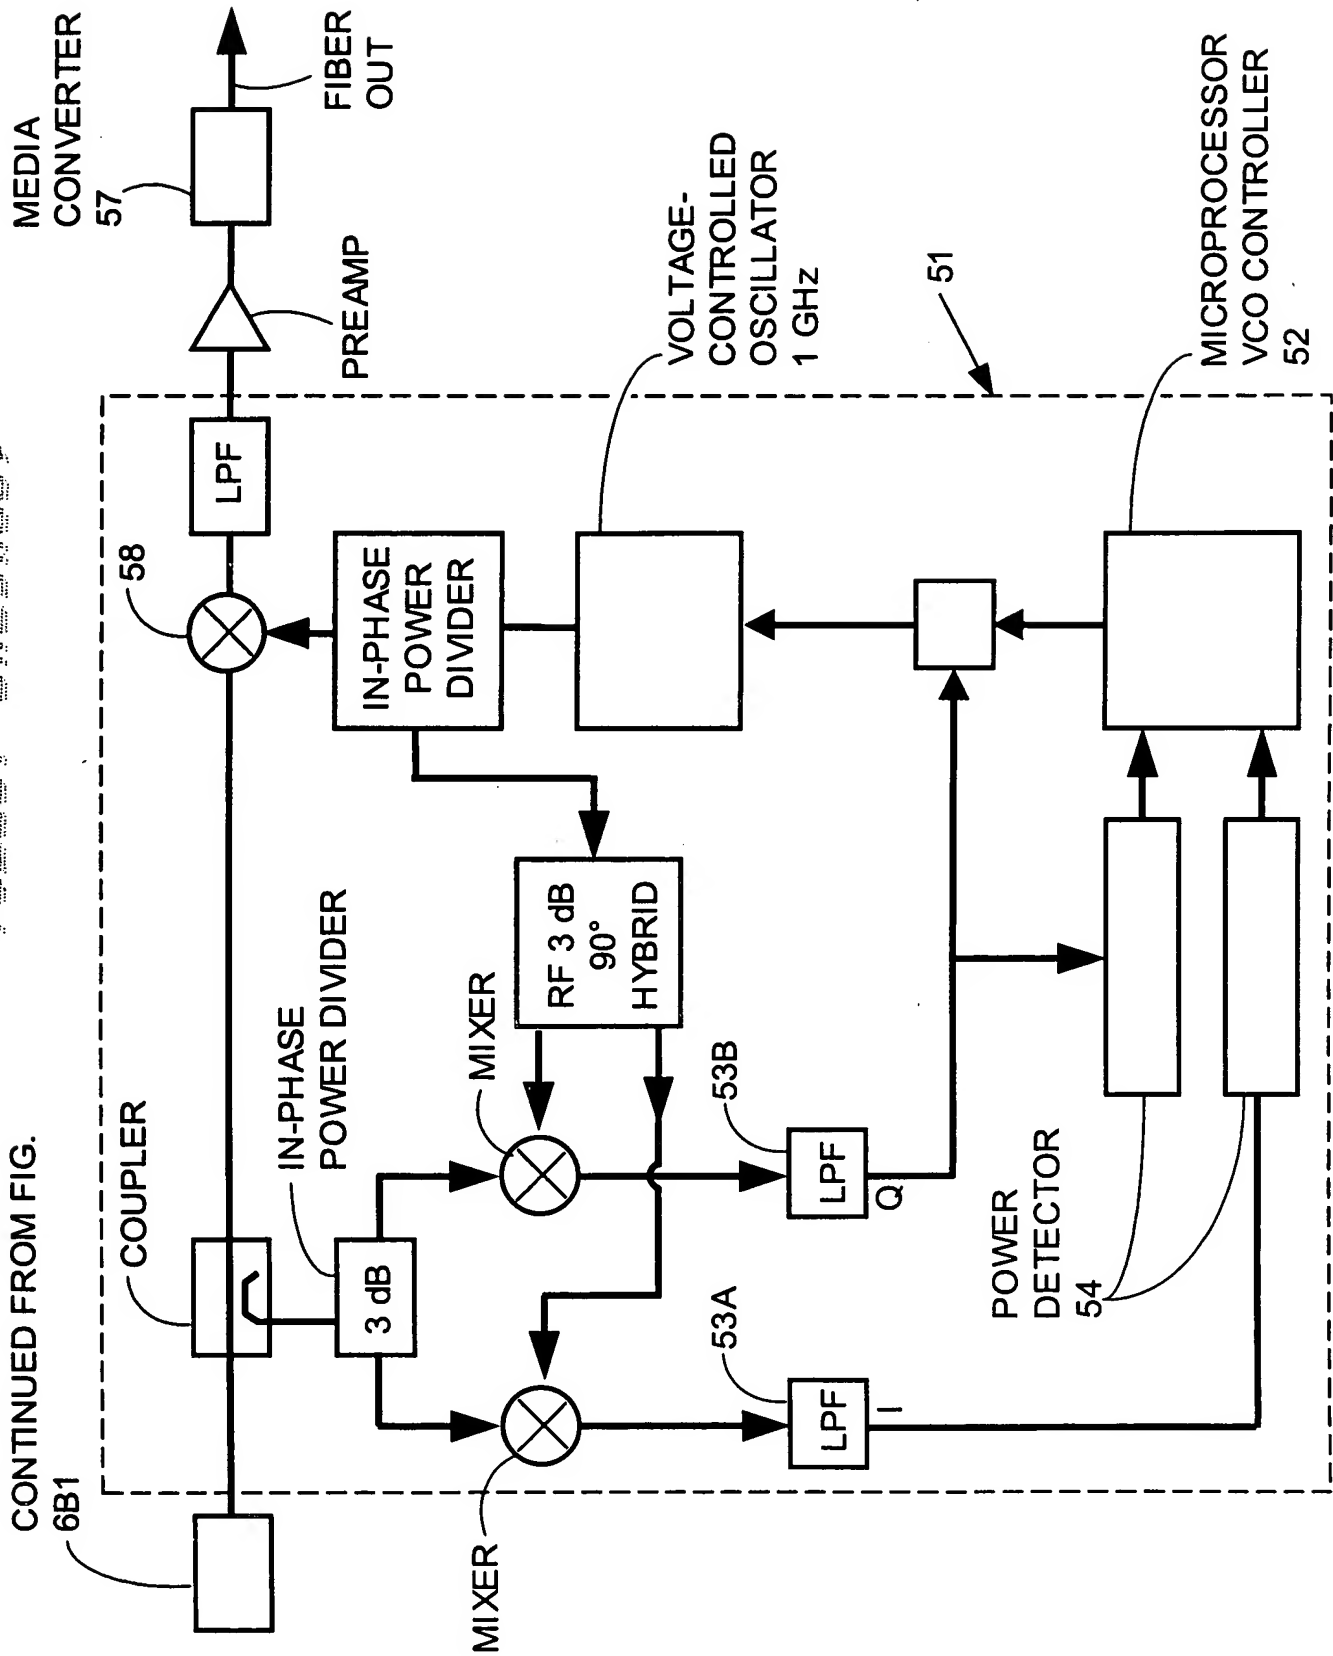 CONTINUED FROM FIG.
6B1
COUPLER
IN-PHASE
POWER DIVIDER
3 dB
MIXER
MIXER
RF 3 dB
90°
HYBRID
58
IN-PHASE
POWER
DIVIDER
LPF
PREAMP
MEDIA
CONVERTER
57
FIBER
OUT
VOLTAGE-
CONTROLLED
OSCILLATOR
1 GHz
51
MICROPROCESSOR
VCO CONTROLLER
52
53A
LPF
I
53B
LPF
Q
POWER
DETECTOR
54